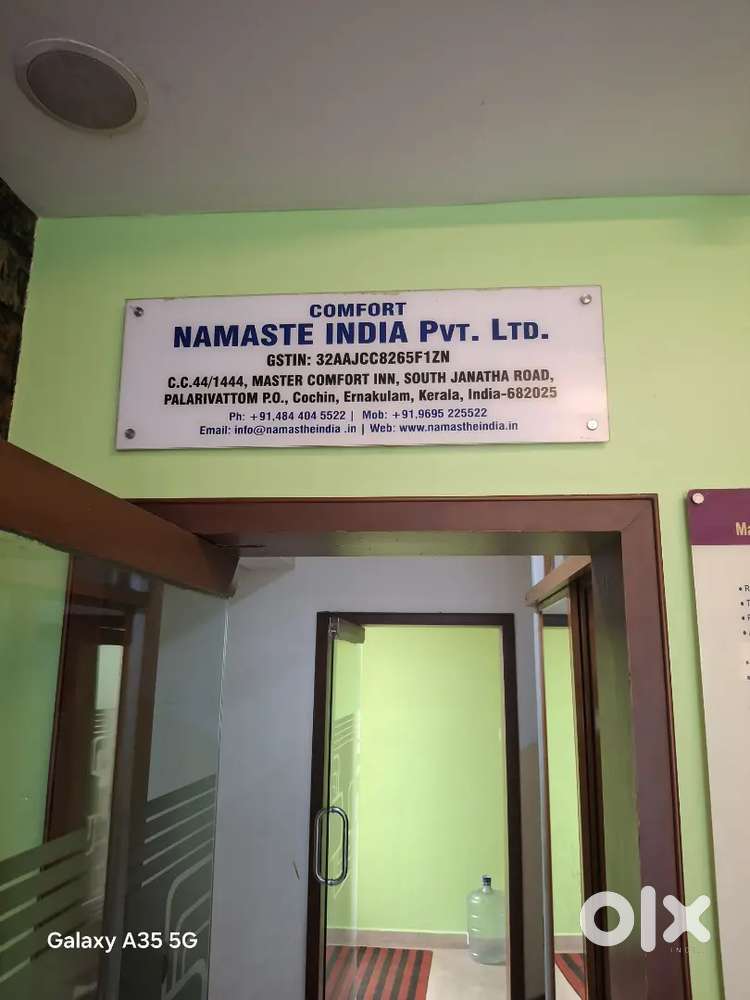 COMFORT
NAMASTE INDIA PVT. LTD.
GSTIN: 32AAJCC8265F1ZN
C.C.44/1444, MASTER COMFORT INN, SOUTH JANATHA ROAD,
PALARIVATTOM P.O., Cochin, Ernakulam, Kerala, India-682025
Ph: +91,484 404 5522 | Mob: +91,9695 225522
Email: info@namastheindia .in | Web: www.namastheindia.in
Ma
Galaxy A35 5G
olx
INDIA